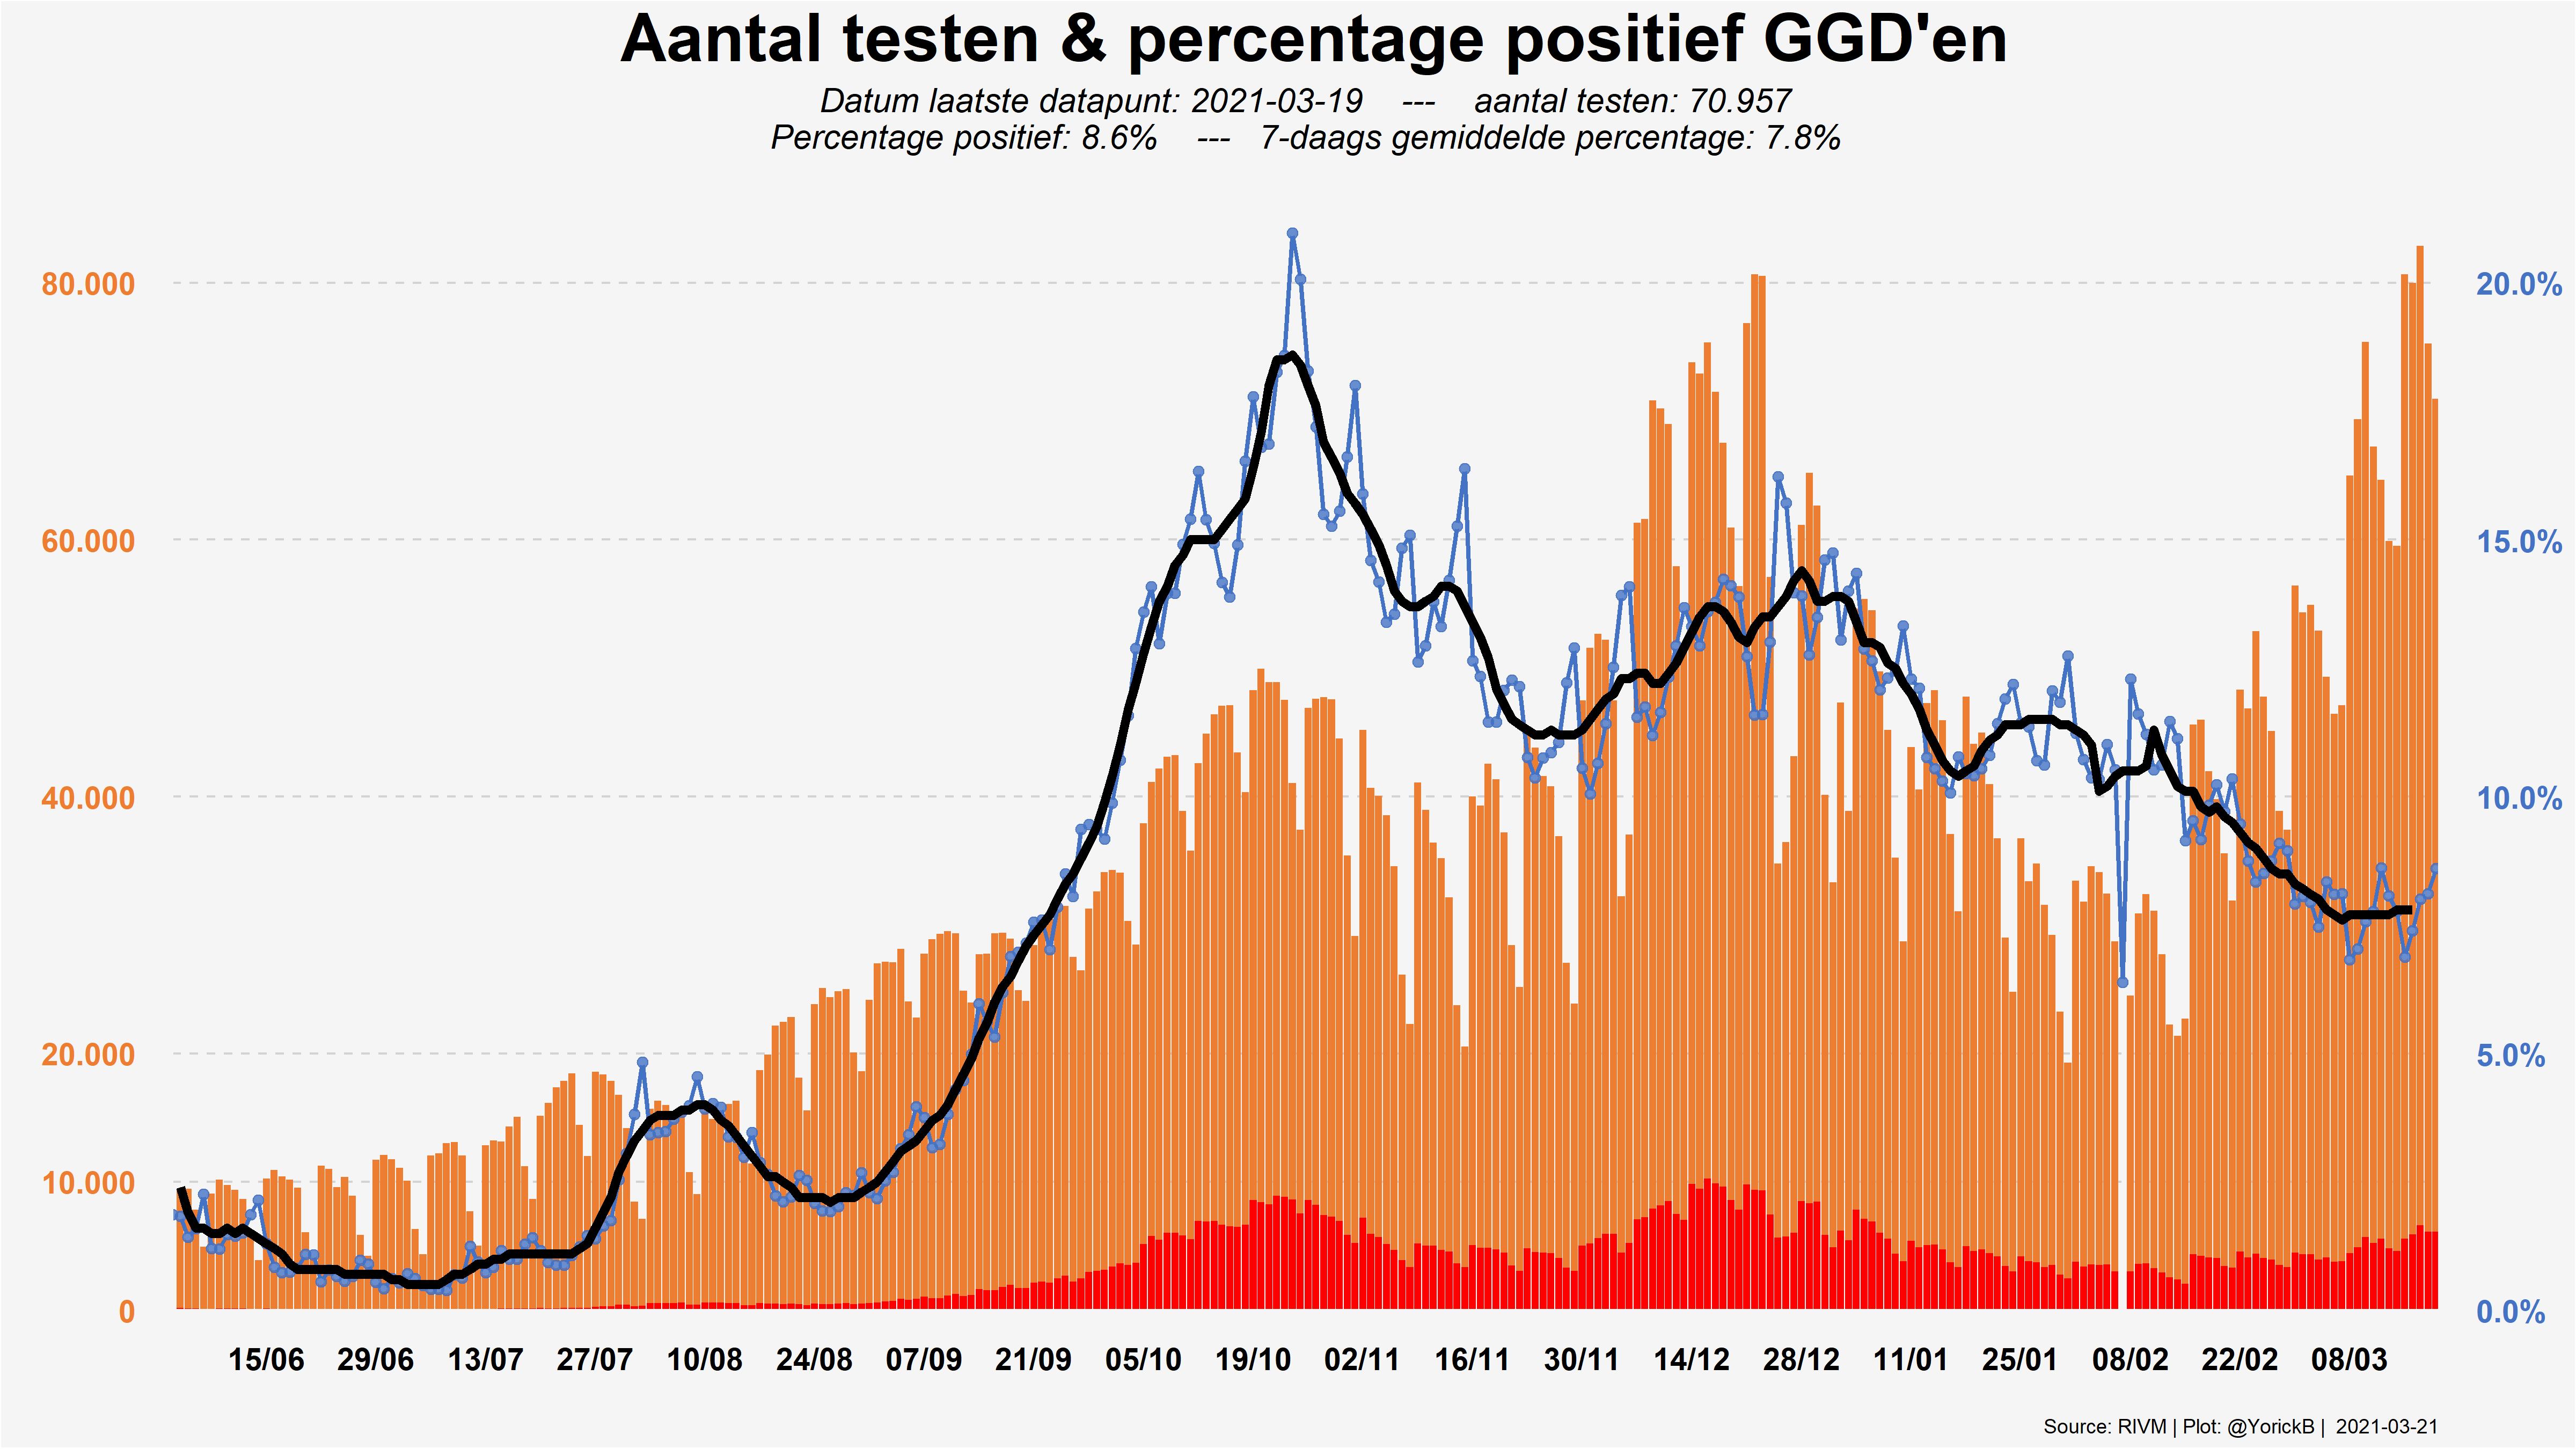 Aantal testen & percentage positief GGD'en
Datum laatste datapunt: 2021-03-19 --- aantal testen: 70.957
Percentage positief: 8.6% --- 7-daags gemiddelde percentage: 7.8%
80.000
60.000
40.000
20.000
10.000
0
20.0%
15.0%
10.0%
5.0%
0.0%
15/06 29/06 13/07 27/07 10/08 24/08 07/09 21/09 05/10 19/10 02/11 16/11 30/11 14/12 28/12 11/01 25/01 08/02 22/02 08/03
Source: RIVM | Plot: @YorickB | 2021-03-21